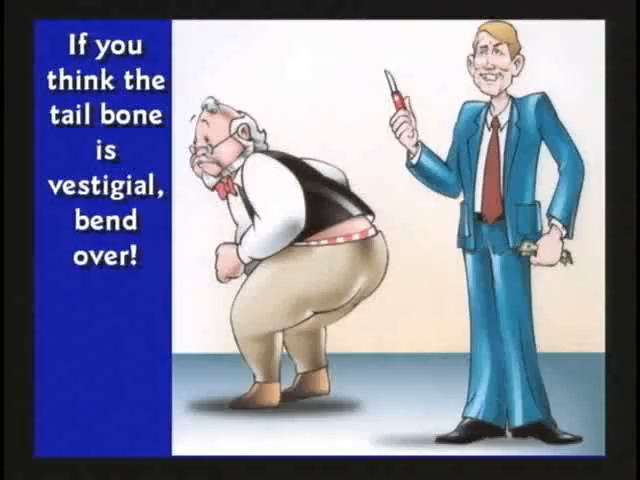 If you
think the
tail bone
is
vestigial,
bend
over!